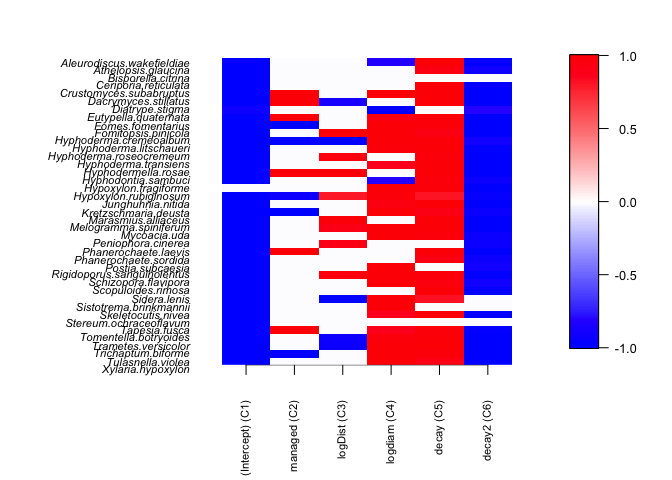 Aleurodiscus.wakefieldiae
Athelopsis.glaucina
Bisporella.citrina
Ceriporia.reticulata
Crustomyces.subabruptus
Dacrymyces.stillatus
Diatrype.stigma
Eutypella.quaternata
Fomes.fomentarius
Fomitopsis.pinicola
Hyphoderma.cremeoalbum
Hyphoderma.litschaueri
Hyphoderma.roseocremeum
Hyphoderma.transiens
Hyphodermella.rosae
Hyphodontia.sambuci
Hypoxylon.fragiforme
Hypoxylon.rubiginosum
Junghuhnia.nitida
Kretzschmaria.deusta
Marasmius.alliaceus
Melogramma.spiniferum
Mycoacia.uda
Peniophora.cinerea
Phanerochaete.laevis
Phanerochaete.sordida
Postia.subcaesia
Rigidoporus.sanguinolentus
Schizopora.flavipora
Scopuloides.rimosa
Sidera.lenis
Sistotrema.brinkmannii
Skeletocutis.nivea
Stereum.ochraceoflavum
Tapesia.fusca
Tomentella.botryoides
Trametes.versicolor
Trichaptum.biforme
Tulasnella.violea
Xylaria.hypoxylon
(Intercept) (C1)
managed (C2)
logDist (C3)
logdiam (C4)
decay (C5)
decay2 (C6)
1.0
0.5
0.0
-0.5
-1.0